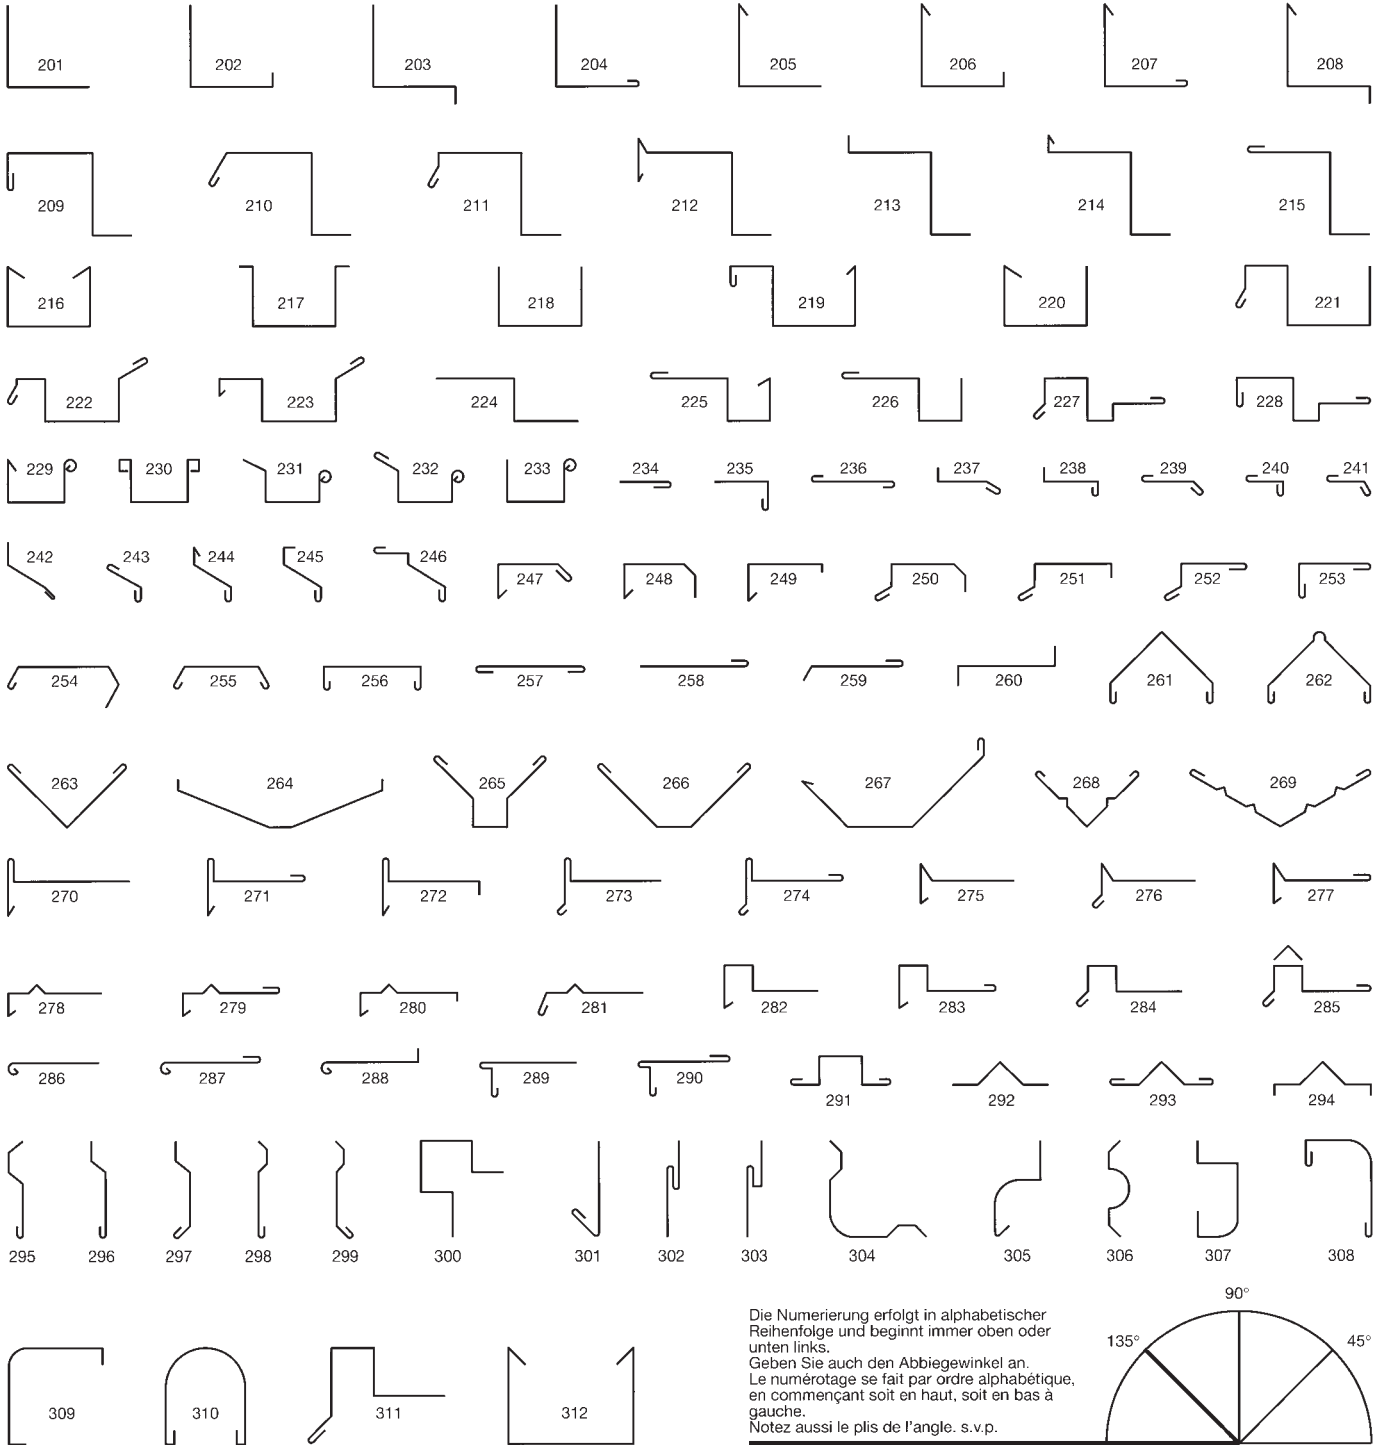 201 202 203 204 205 206 207 208
209 210 211 212 213 214 215
216 217 218 219 220 221
222 223 224 225 226 227 228
229 230 231 232 233 234 235 236 237 238 239 240 241
242 243 244 245 246 247 248 249 250 251 252 253
254 255 256 257 258 259 260 261 262
263 264 265 266 267 268 269
270 271 272 273 274 275 276 277
278 279 280 281 282 283 284 285
286 287 288 289 290 291 292 293 294
295 296 297 298 299 300 301 302 303 304 305 306 307 308
309 310 311 312
Die Numerierung erfolgt in alphabetischer
Reihenfolge und beginnt immer oben oder
unten links.
Geben Sie auch den Abbiegewinkel an.
Le numérotage se fait par ordre alphabétique,
en commençant soit en haut, soit en bas à
gauche.
Notez aussi le plis de l'angle. s.v.p.
90°
135° 45°